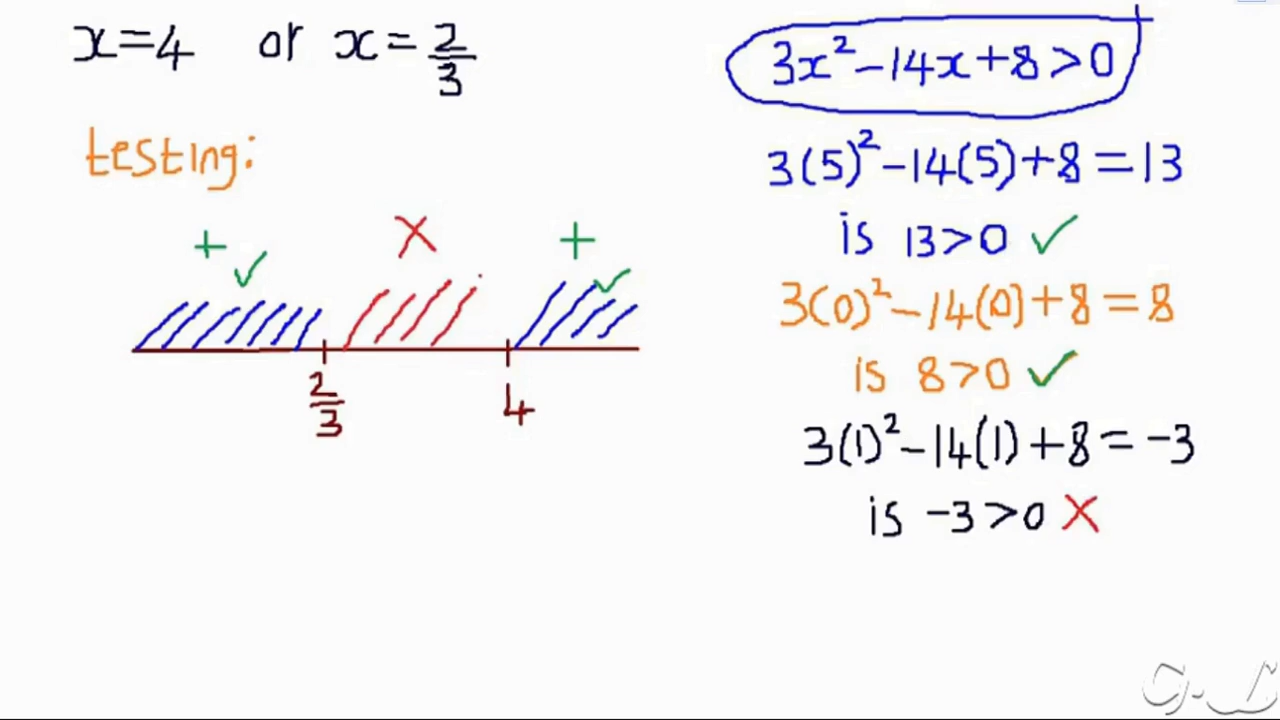 x=4 or x=2/3
testing:
+ ✓ X + ✓
2/3 4
3x²-14x+8>0
3(5)²-14(5)+8=13
is 13>0 ✓
3(0)²-14(0)+8=8
is 8>0 ✓
3(1)²-14(1)+8=-3
is -3>0 X